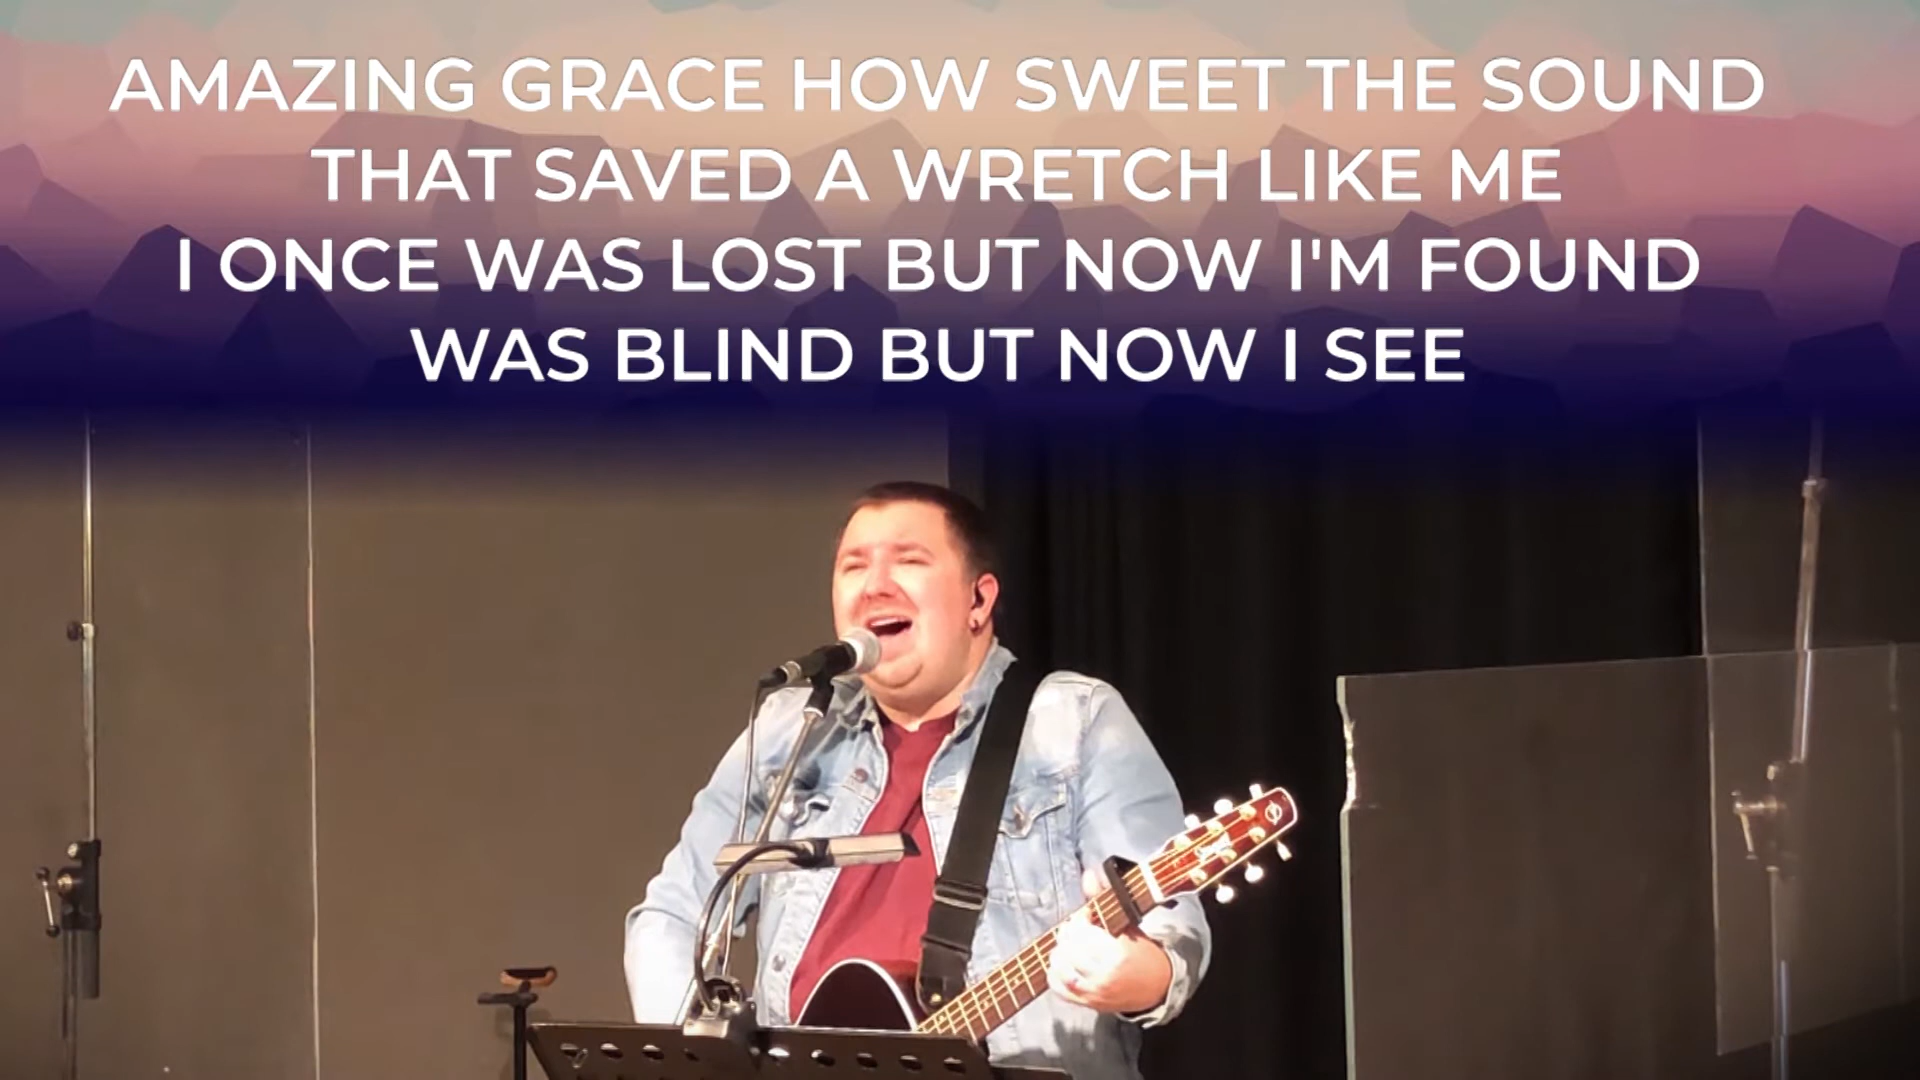 AMAZING GRACE HOW SWEET THE SOUND
THAT SAVED A WRETCH LIKE ME
I ONCE WAS LOST BUT NOW I'M FOUND
WAS BLIND BUT NOW I SEE